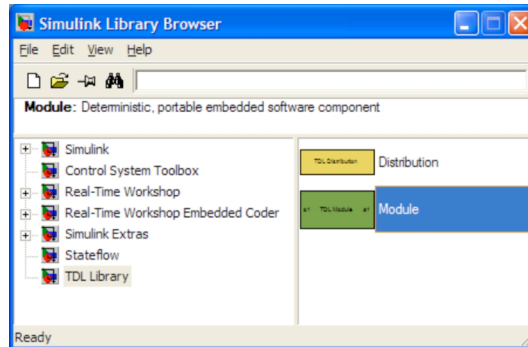 Simulink Library Browser
File Edit View Help
Module: Deterministic, portable embedded software component
Simulink
Control System Toolbox
Real-Time Workshop
Real-Time Workshop Embedded Coder
Simulink Extras
Stateflow
TDL Library
TDL Distribution Distribution
TDL Module Module
Ready